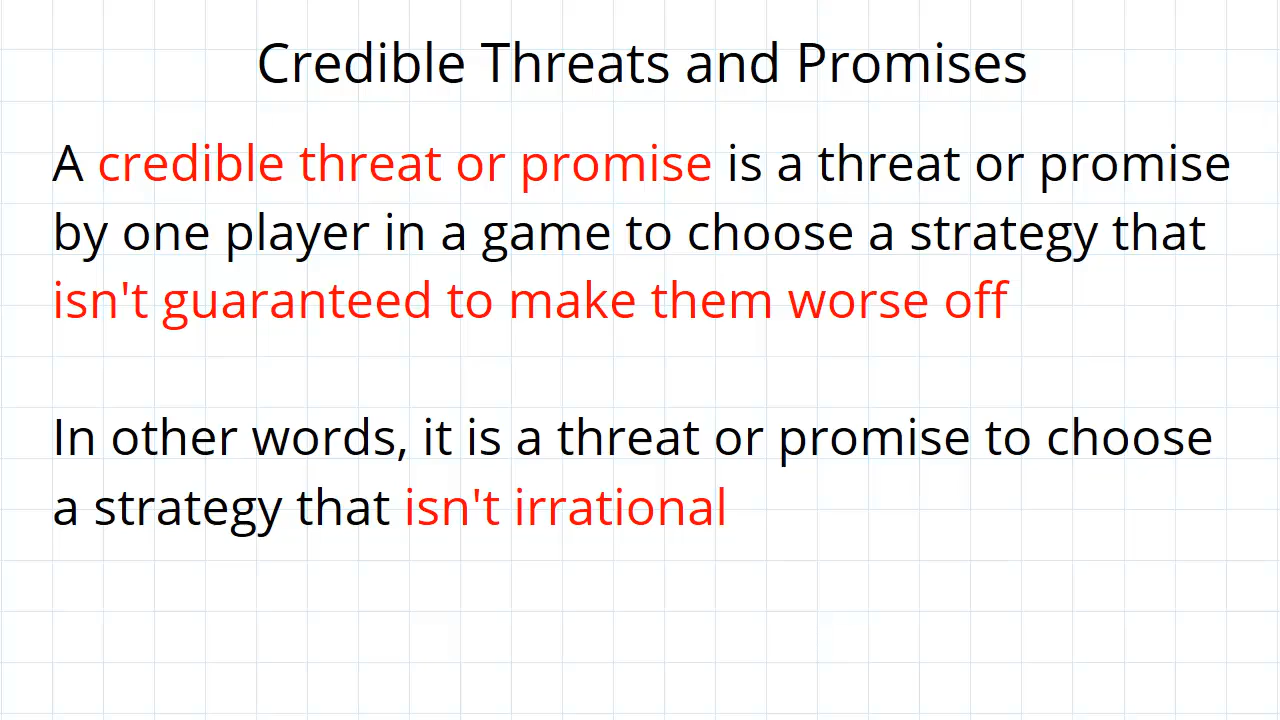 Credible Threats and Promises
A credible threat or promise is a threat or promise
by one player in a game to choose a strategy that
isn't guaranteed to make them worse off
In other words, it is a threat or promise to choose
a strategy that isn't irrational